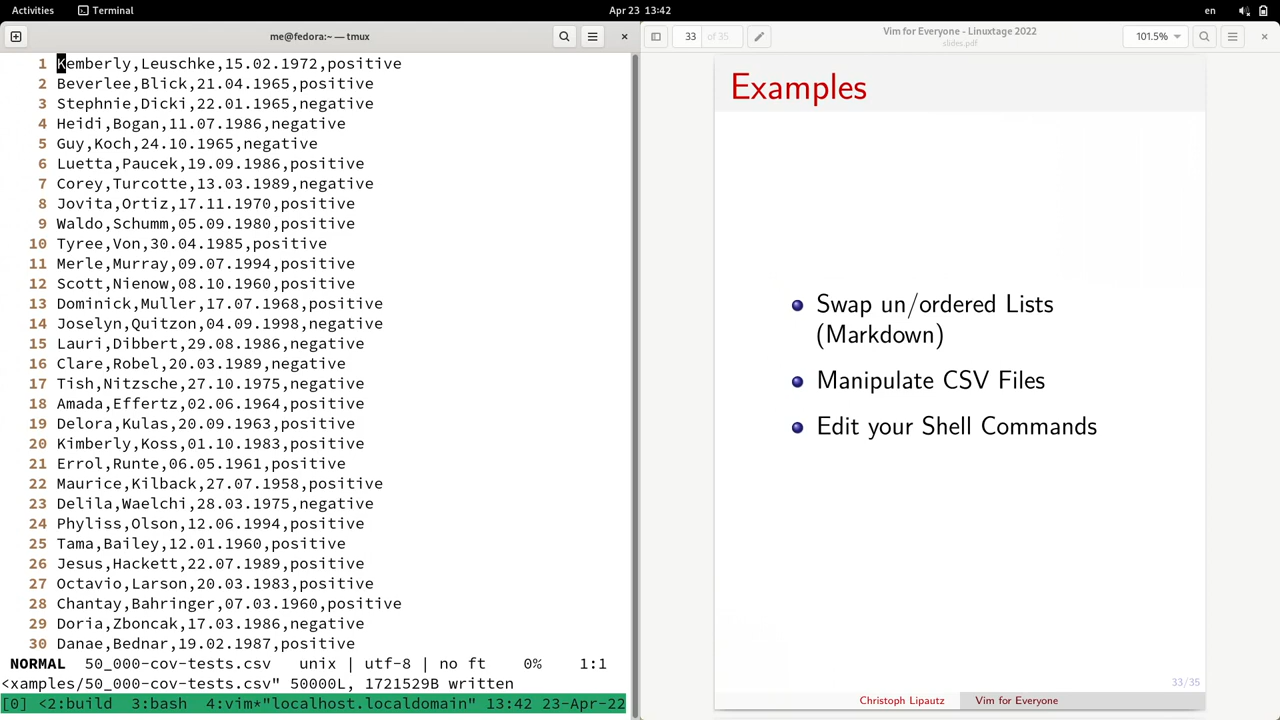 Activities Terminal Apr 23 13:42 en
me@fedora:~ — tmux
1 Kemberly,Leuschke,15.02.1972,positive
2 Beverlee,Blick,21.04.1965,positive
3 Stephnie,Dicki,22.01.1965,negative
4 Heidi,Bogan,11.07.1986,negative
5 Guy,Koch,24.10.1965,negative
6 Luetta,Paucek,19.09.1986,positive
7 Corey,Turcotte,13.03.1989,negative
8 Jovita,Ortiz,17.11.1970,positive
9 Waldo,Schumm,05.09.1980,positive
10 Tyree,Von,30.04.1985,positive
11 Merle,Murray,09.07.1994,positive
12 Scott,Nienow,08.10.1960,positive
13 Dominick,Muller,17.07.1968,positive
14 Joselyn,Quitzon,04.09.1998,negative
15 Lauri,Dibbert,29.08.1986,negative
16 Clare,Robel,20.03.1989,negative
17 Tish,Nitzsche,27.10.1975,negative
18 Amada,Effertz,02.06.1964,positive
19 Delora,Kulas,20.09.1963,positive
20 Kimberly,Koss,01.10.1983,positive
21 Errol,Runte,06.05.1961,positive
22 Maurice,Kilback,27.07.1958,positive
23 Delila,Waelchi,28.03.1975,negative
24 Phyliss,Olson,12.06.1994,positive
25 Tama,Bailey,12.01.1960,positive
26 Jesus,Hackett,22.07.1989,positive
27 Octavio,Larson,20.03.1983,positive
28 Chantay,Bahringer,07.03.1960,positive
29 Doria,Zboncak,17.03.1986,negative
30 Danae,Bednar,19.02.1987,positive
NORMAL 50_000-cov-tests.csv unix | utf-8 | no ft 0% 1:1
<xamples/50_000-cov-tests.csv" 50000L, 1721529B written
[0] <2:build 3:bash 4:vim*"localhost.localdomain" 13:42 23-Apr-22
33 of 35 Vim for Everyone - Linuxtage 2022 101.5%
slides.pdf
Examples
Swap un/ordered Lists
(Markdown)
Manipulate CSV Files
Edit your Shell Commands
33/35
Christoph Lipautz Vim for Everyone